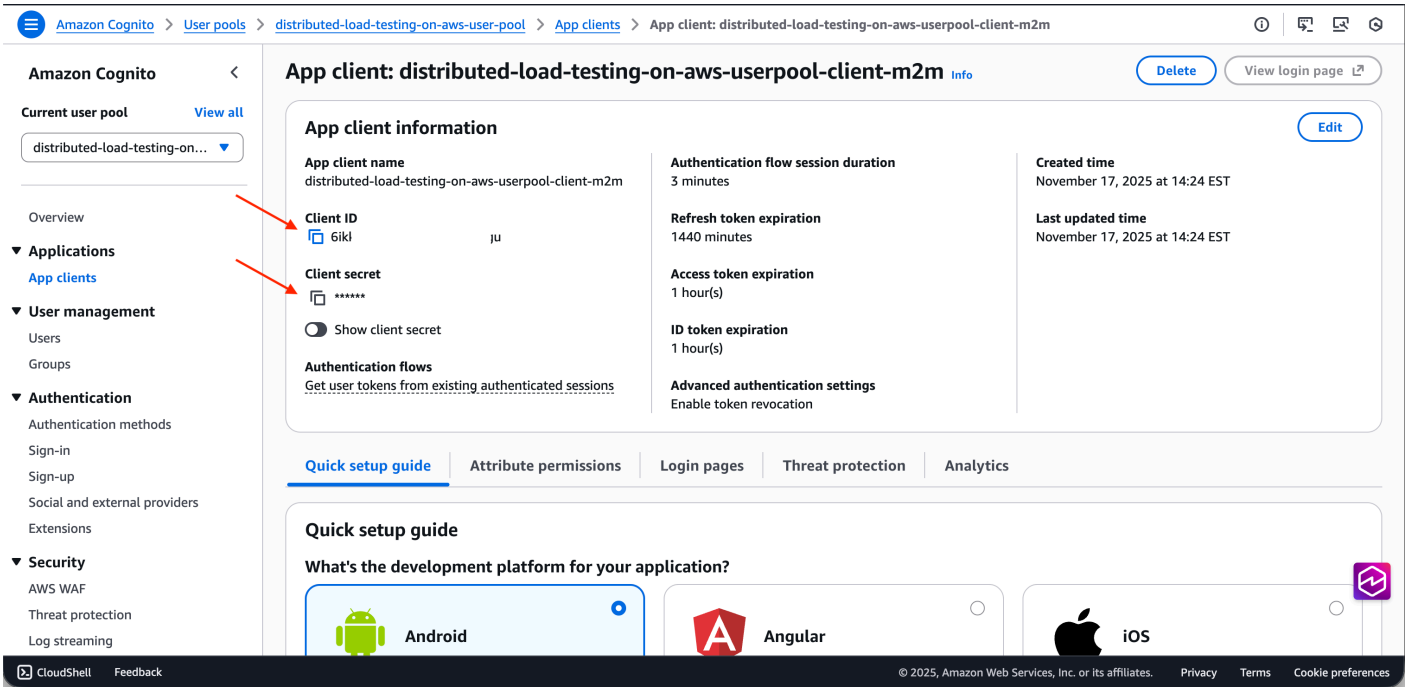 Amazon Cognito > User pools > distributed-load-testing-on-aws-user-pool > App clients > App client: distributed-load-testing-on-aws-userpool-client-m2m
Amazon Cognito
Current user pool
View all
distributed-load-testing-on...
Overview
Applications
App clients
User management
Users
Groups
Authentication
Authentication methods
Sign-in
Sign-up
Social and external providers
Extensions
Security
AWS WAF
Threat protection
Log streaming
App client: distributed-load-testing-on-aws-userpool-client-m2m Info
Delete
View login page
App client information
Edit
App client name
distributed-load-testing-on-aws-userpool-client-m2m
Client ID
Client secret
******
Show client secret
Authentication flows
Get user tokens from existing authenticated sessions
Authentication flow session duration
3 minutes
Refresh token expiration
1440 minutes
Access token expiration
1 hour(s)
ID token expiration
1 hour(s)
Advanced authentication settings
Enable token revocation
Created time
November 17, 2025 at 14:24 EST
Last updated time
November 17, 2025 at 14:24 EST
Quick setup guide
Attribute permissions
Login pages
Threat protection
Analytics
Quick setup guide
What's the development platform for your application?
Android
Angular
iOS
CloudShell
Feedback
© 2025, Amazon Web Services, Inc. or its affiliates.
Privacy
Terms
Cookie preferences